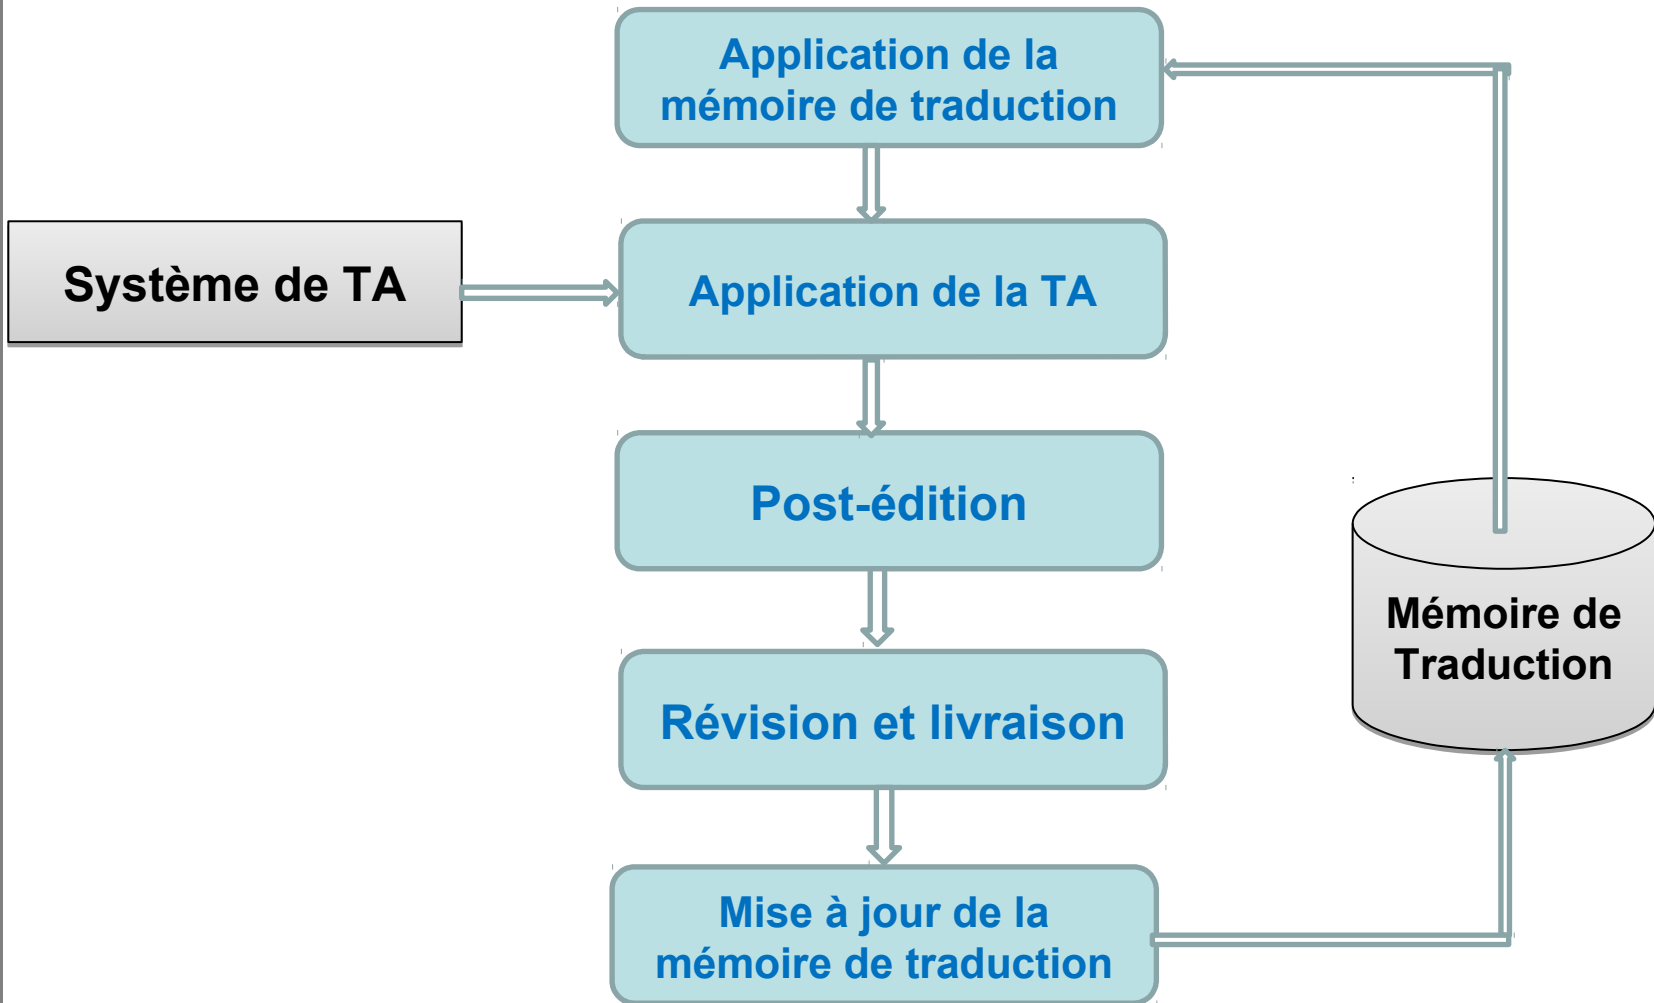 Application de la
mémoire de traduction
Système de TA
Application de la TA
Post-édition
Mémoire de
Traduction
Révision et livraison
Mise à jour de la
mémoire de traduction